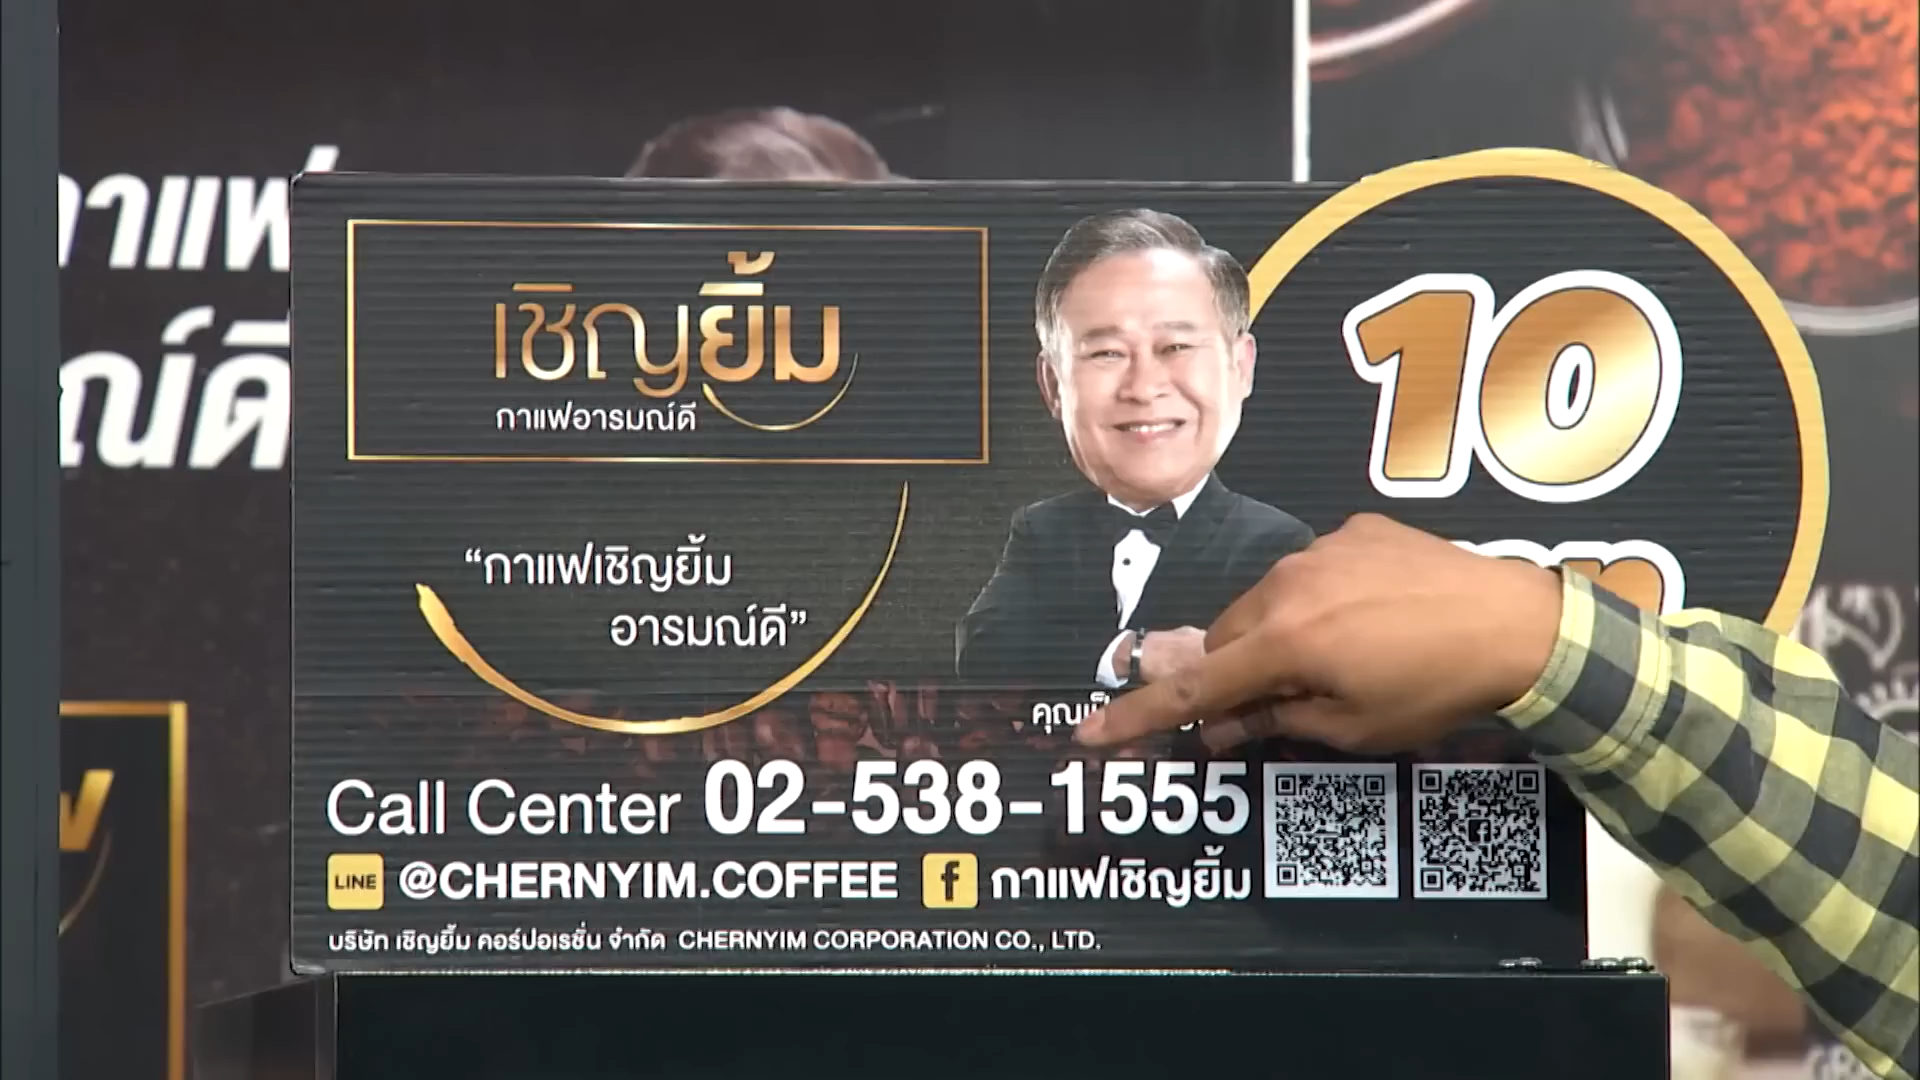 เชิญยิ้ม
กาแฟอารมณ์ดี
10
“กาแฟเชิญยิ้ม
อารมณ์ดี”
Call Center 02-538-1555
LINE @CHERNYIM.COFFEE f กาแฟเชิญยิ้ม
บริษัท เชิญยิ้ม คอร์ปอเรชั่น จำกัด CHERNYIM CORPORATION CO., LTD.